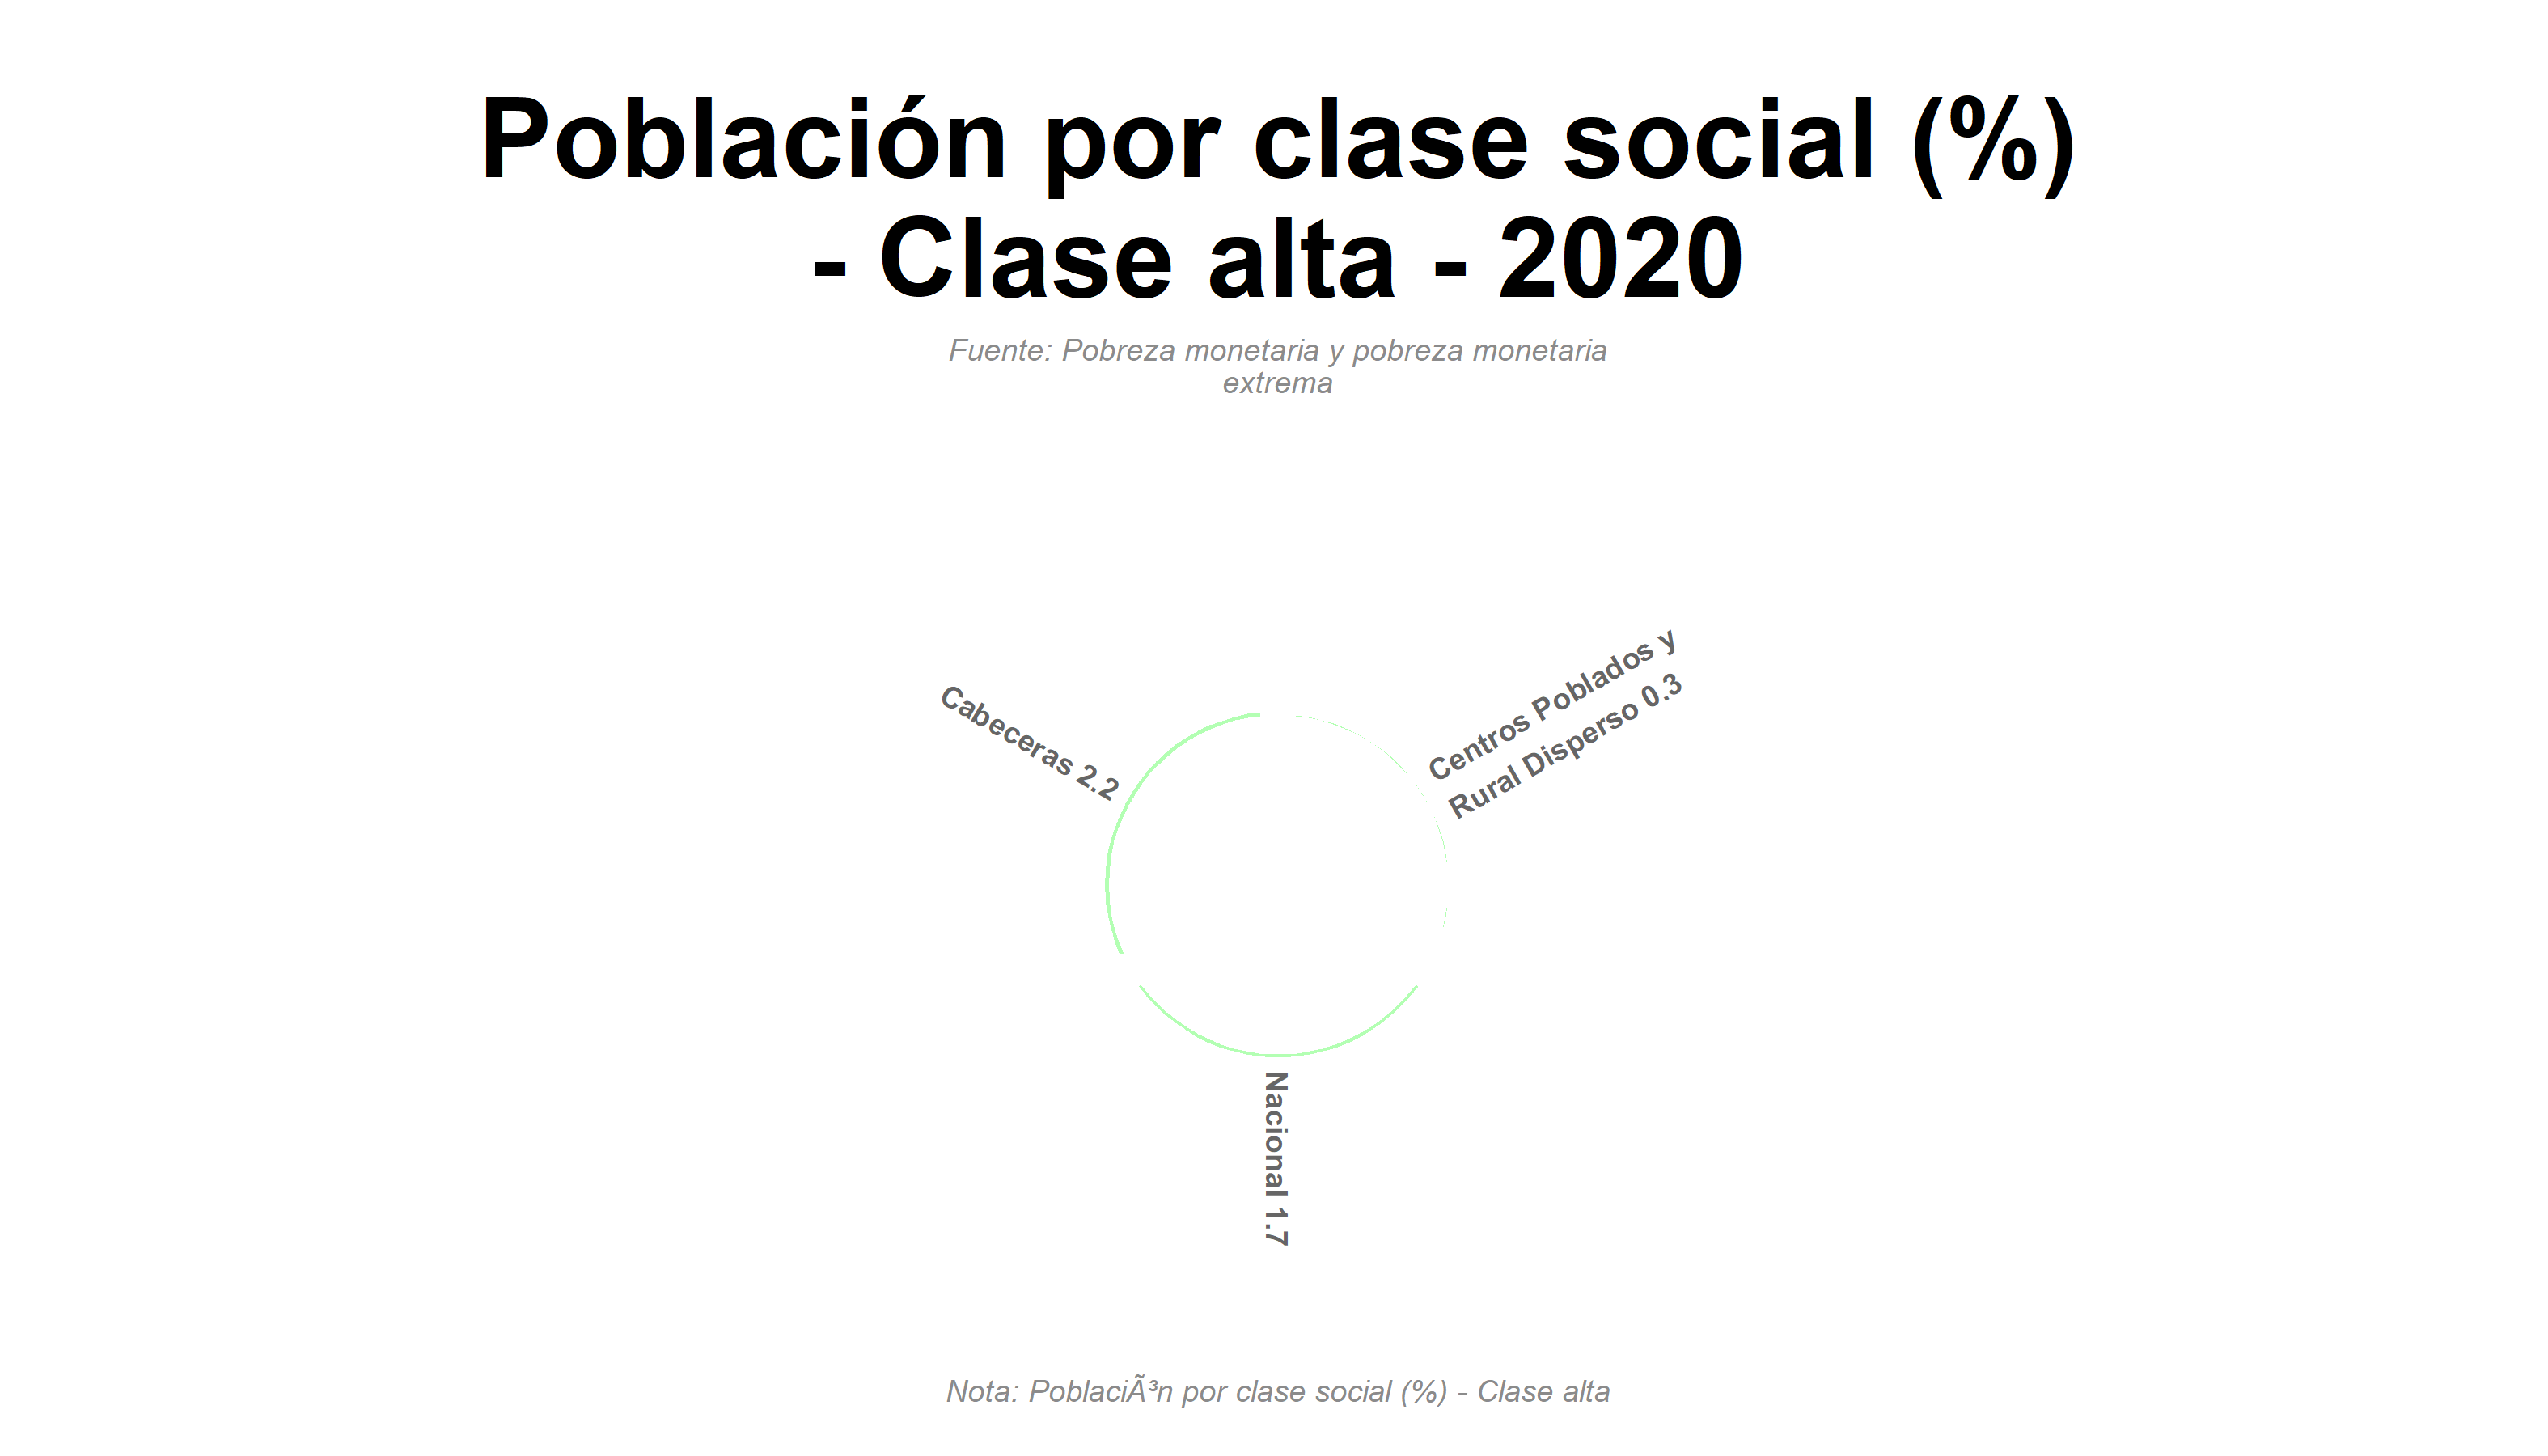 Población por clase social (%)
- Clase alta - 2020
Fuente: Pobreza monetaria y pobreza monetaria
extrema
Cabeceras 2.2
Centros Poblados y
Rural Disperso 0.3
Nacional 1.7
Nota: PoblaciÃ³n por clase social (%) - Clase alta